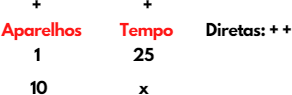 + +
Aparelhos Tempo Diretas: + +
1 25
10 x